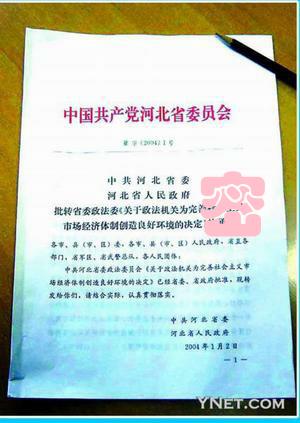 中国共产党河北省委员会
冀字〔2004〕1号
中共河北省委
河北省人民政府
批转省委政法委《关于政法机关为完善
市场经济体制创造良好环境的决定》
各市、县（市、区）委，各市、县（市、区）人民政府，省直各
部门，省军区，省武警总队，各人民团体：
中共河北省委政法委员会《关于政法机关为完善社会主义市
场经济体制创造良好环境的决定》已经省委、省政府批准，现转
发给你们，请结合实际，认真贯彻落实。
中共河北省委
河北省人民政府
2004年1月2日
—1—
YNET.com